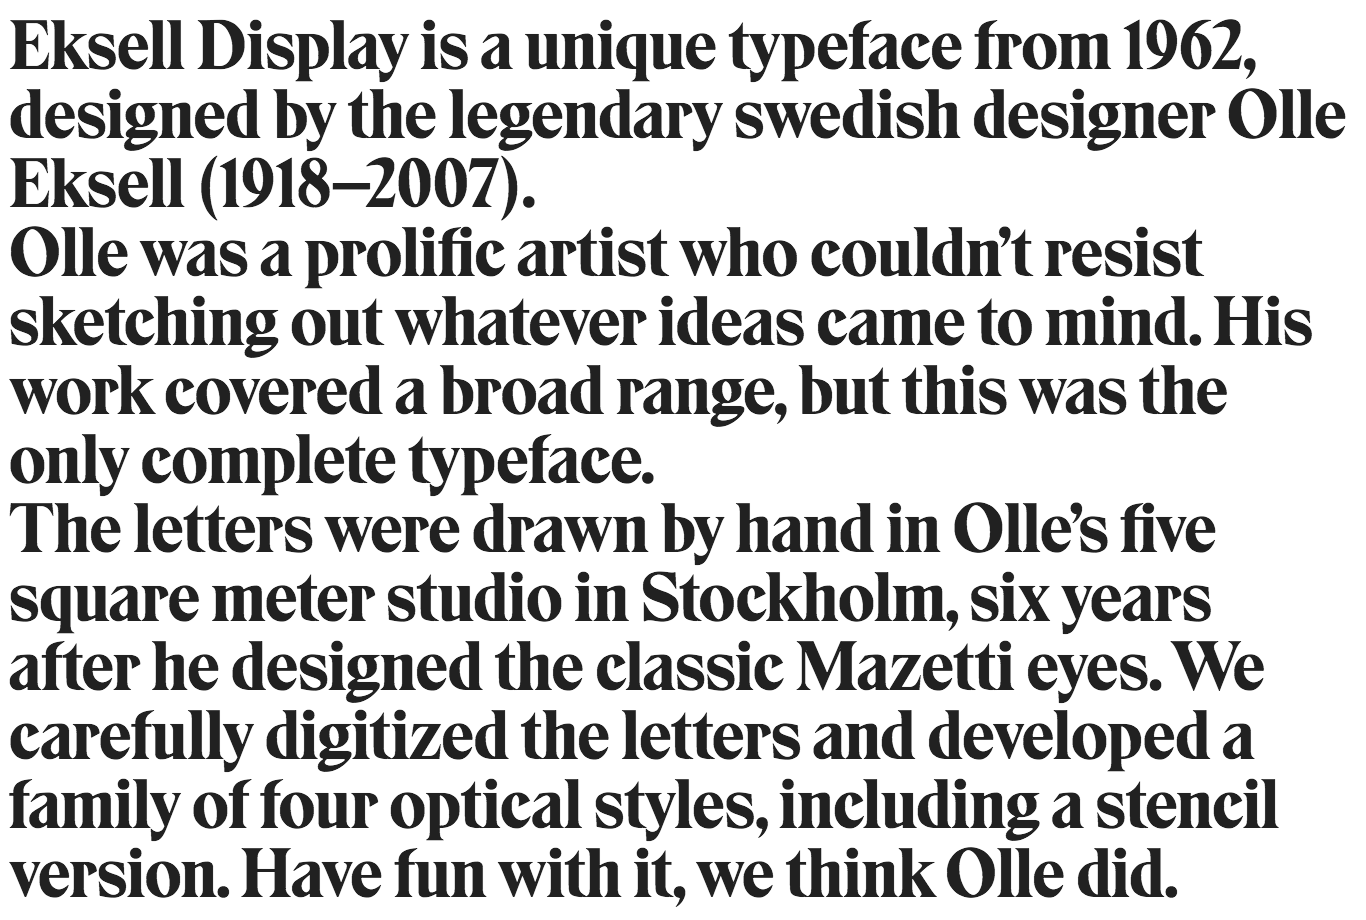 Eksell Display is a unique typeface from 1962,
designed by the legendary swedish designer Olle
Eksell (1918–2007).
Olle was a prolific artist who couldn’t resist
sketching out whatever ideas came to mind. His
work covered a broad range, but this was the
only complete typeface.
The letters were drawn by hand in Olle’s five
square meter studio in Stockholm, six years
after he designed the classic Mazetti eyes. We
carefully digitized the letters and developed a
family of four optical styles, including a stencil
version. Have fun with it, we think Olle did.